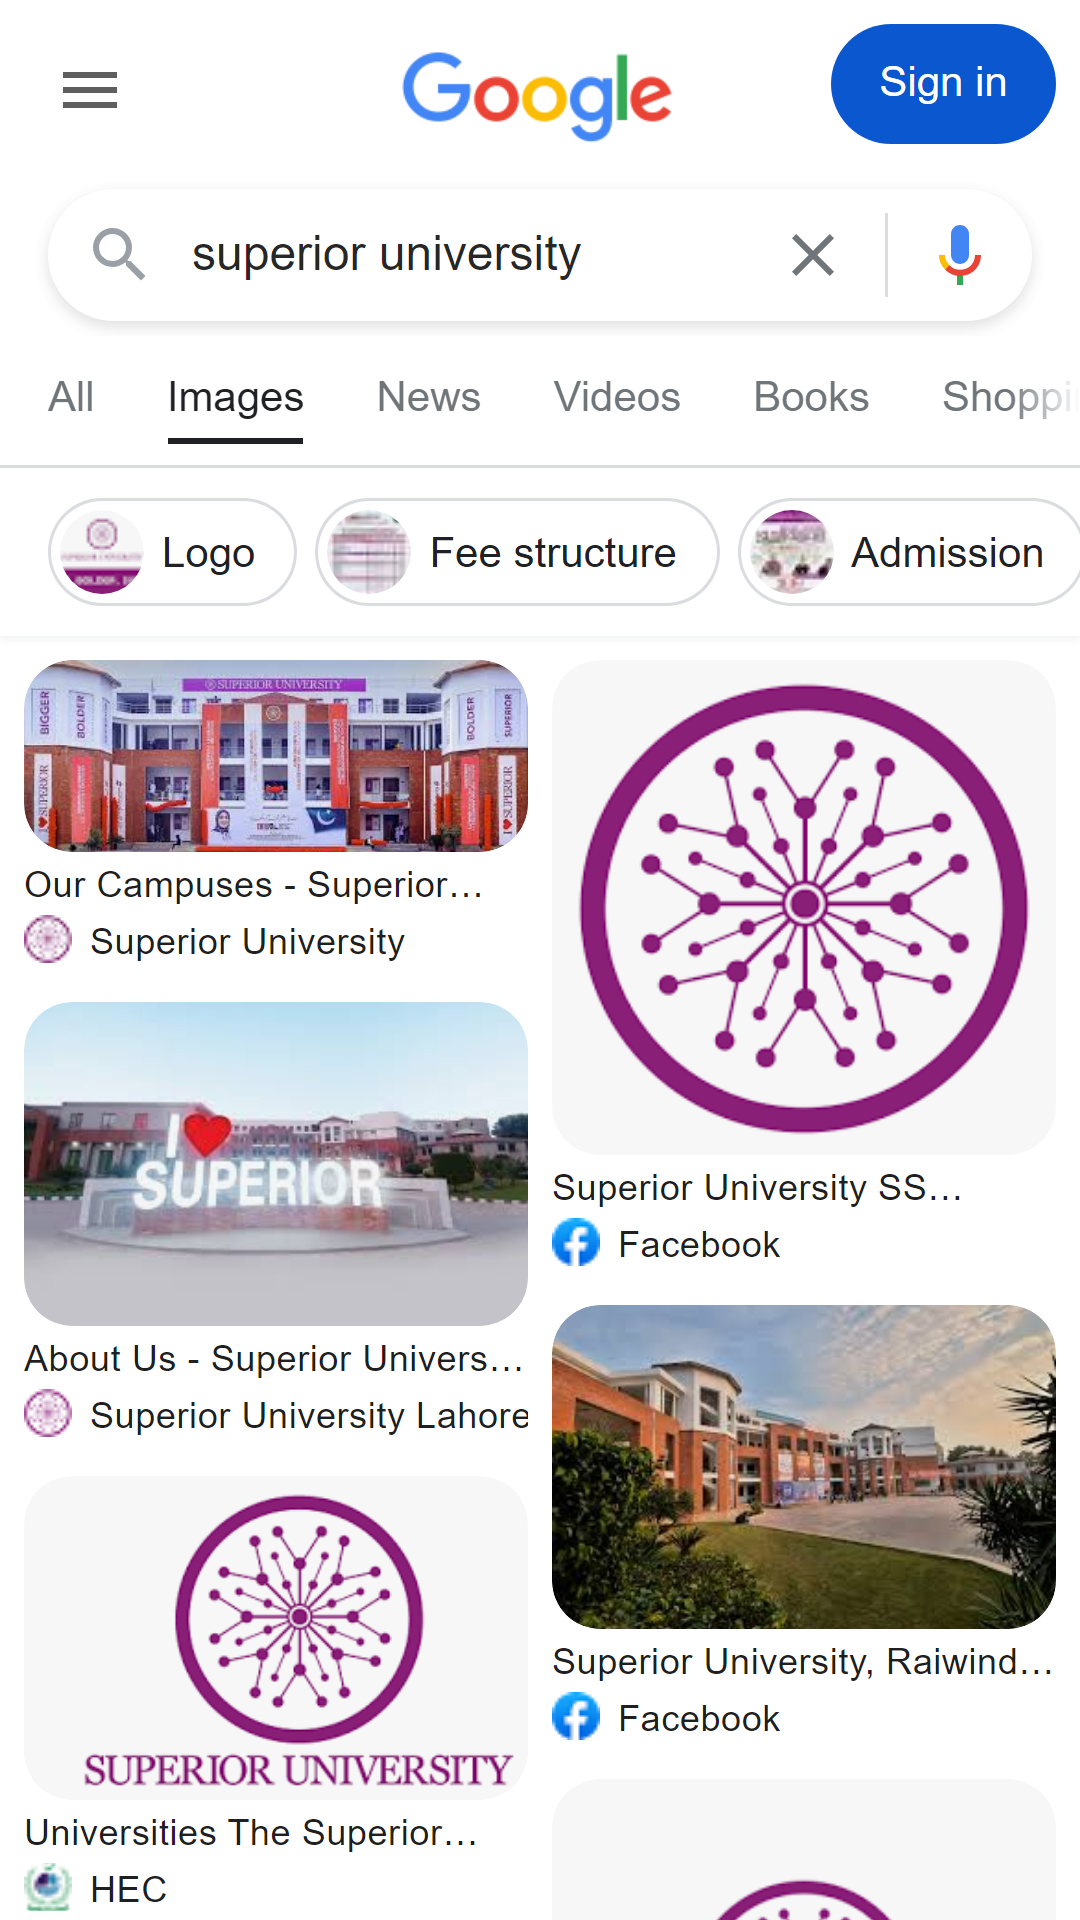 Google
Sign in
superior university
All Images News Videos Books Shoppi
Logo Fee structure Admission
SUPERIOR UNIVERSITY
BIGGER
BOLDER
BOLDER
SUPERIOR
I SUPERIOR
I SUPERIOR
Our Campuses - Superior...
Superior University
I
SUPERIOR
About Us - Superior Univers...
Superior University Lahore
SUPERIOR UNIVERSITY
Universities The Superior...
HEC
Superior University SS...
Facebook
Superior University, Raiwind...
Facebook